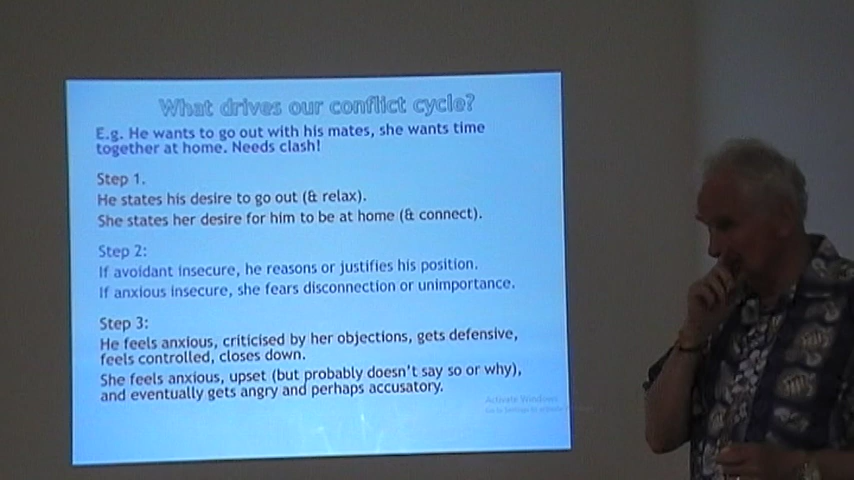 What drives our conflict cycle?
E.g. He wants to go out with his mates, she wants time
together at home. Needs clash!
Step 1.
He states his desire to go out (& relax).
She states her desire for him to be at home (& connect).
Step 2:
If avoidant insecure, he reasons or justifies his position.
If anxious insecure, she fears disconnection or unimportance.
Step 3:
He feels anxious, criticised by her objections, gets defensive,
feels controlled, closes down.
She feels anxious, upset (but probably doesn't say so or why),
and eventually gets angry and perhaps accusatory.
Activate Windows
Go to Settings to activate